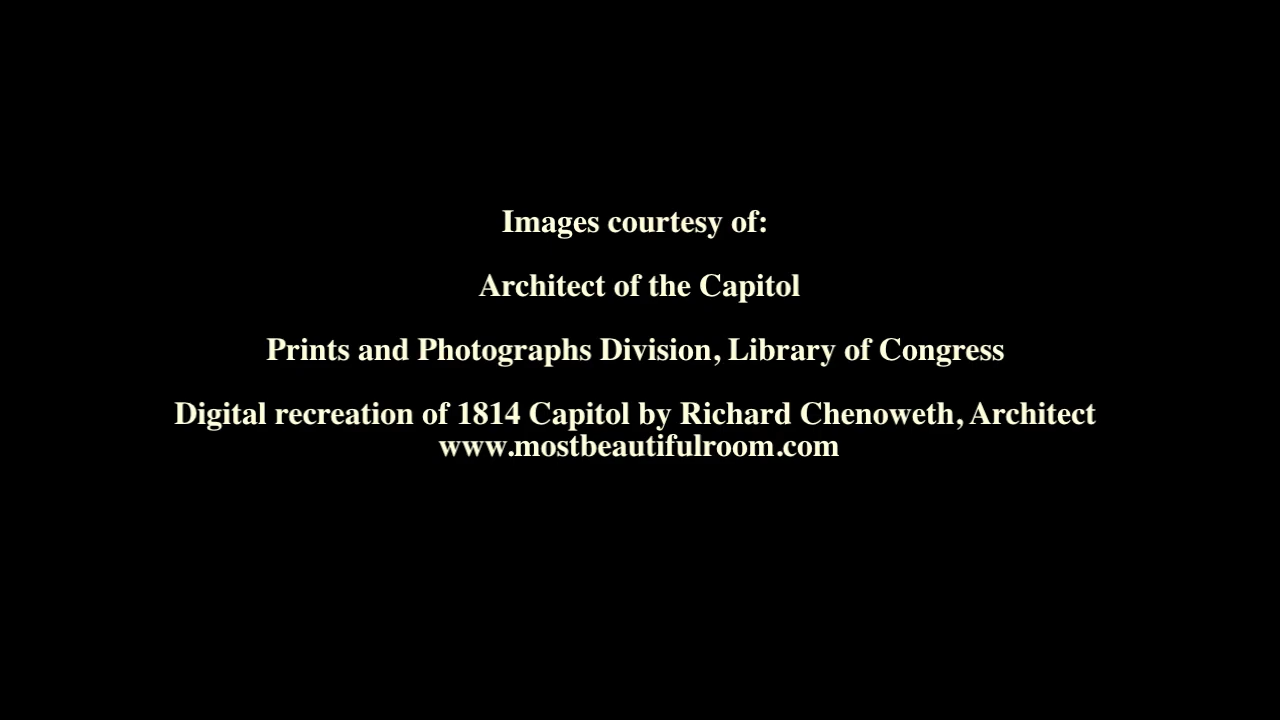 Images courtesy of:
Architect of the Capitol
Prints and Photographs Division, Library of Congress
Digital recreation of 1814 Capitol by Richard Chenoweth, Architect
www.mostbeautifulroom.com